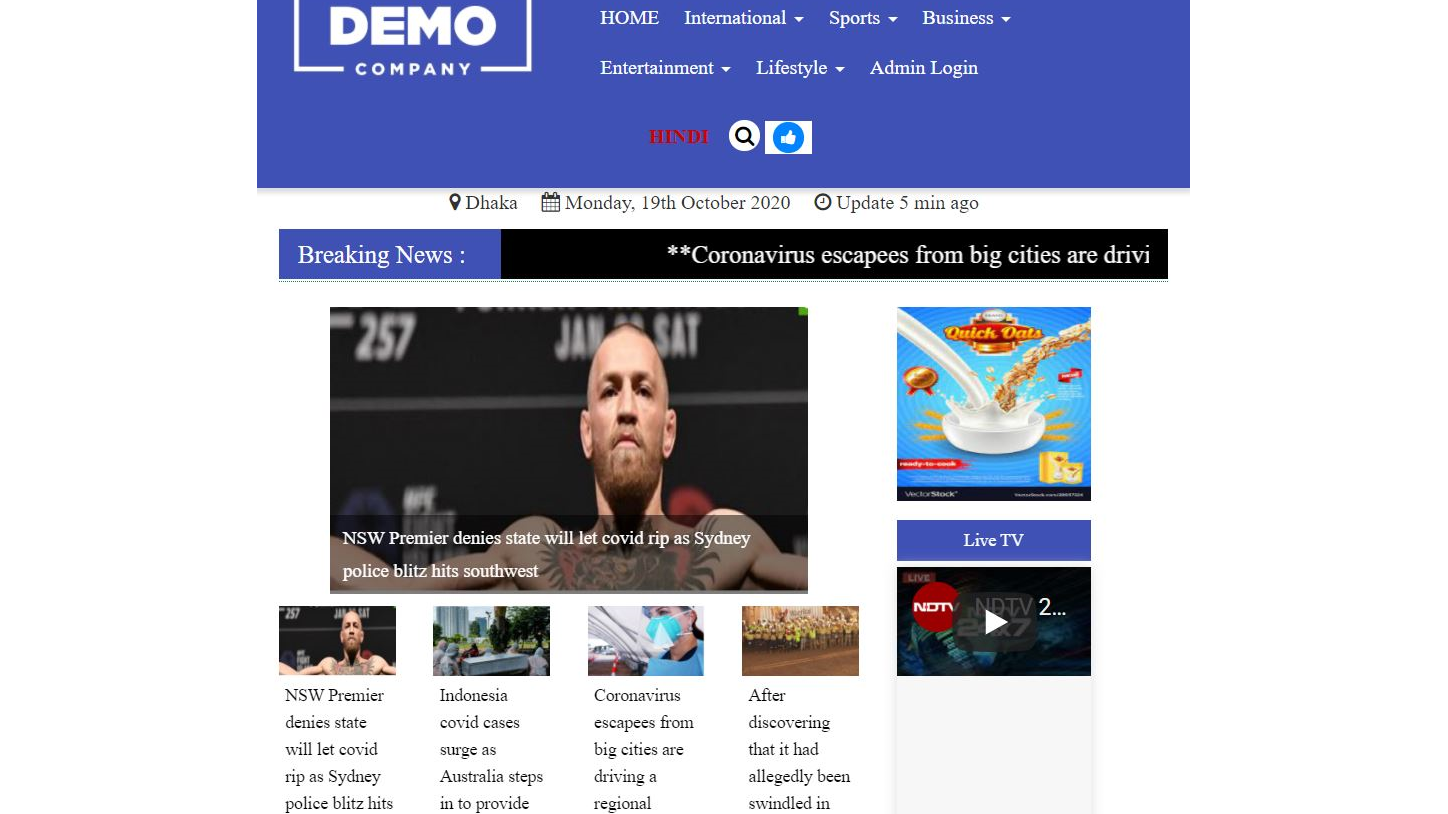 DEMO
COMPANY
HOME International Sports Business
Entertainment Lifestyle Admin Login
HINDI
Dhaka Monday, 19th October 2020 Update 5 min ago
Breaking News : **Coronavirus escapees from big cities are drivi
257
JAN 23 SAT
NSW Premier denies state will let covid rip as Sydney
police blitz hits southwest
Quick Oats
ready-to-cook
VectorStock
Live TV
LIVE
NDTV NDTV 2...
24x7
257
NSW Premier
denies state
will let covid
rip as Sydney
police blitz hits
Indonesia
covid cases
surge as
Australia steps
in to provide
Coronavirus
escapees from
big cities are
driving a
regional
After
discovering
that it had
allegedly been
swindled in